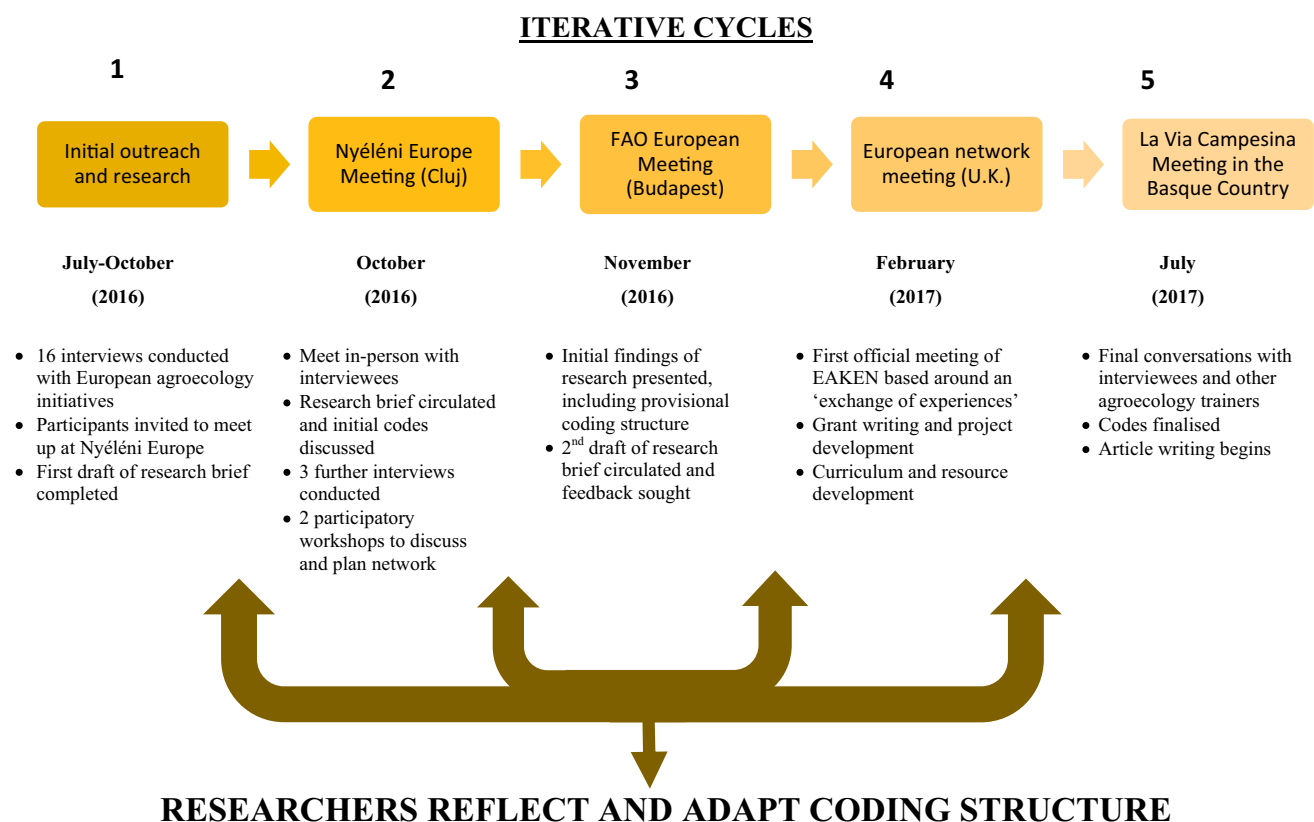 ITERATIVE CYCLES
1
2
3
4
5
Initial outreach
and research
Nyéléni Europe
Meeting (Cluj)
FAO European
Meeting
(Budapest)
European network
meeting (U.K.)
La Via Campesina
Meeting in the
Basque Country
July-October
(2016)
October
(2016)
November
(2016)
February
(2017)
July
(2017)
• 16 interviews conducted
with European agroecology
initiatives
• Participants invited to meet
up at Nyéléni Europe
• First draft of research brief
completed
• Meet in-person with
interviewees
• Research brief circulated
and initial codes
discussed
• 3 further interviews
conducted
• 2 participatory
workshops to discuss
and plan network
• Initial findings of
research presented,
including provisional
coding structure
• 2nd draft of research
brief circulated and
feedback sought
• First official meeting of
EAKEN based around an
‘exchange of experiences’
• Grant writing and project
development
• Curriculum and resource
development
• Final conversations with
interviewees and other
agroecology trainers
• Codes finalised
• Article writing begins
RESEARCHERS REFLECT AND ADAPT CODING STRUCTURE